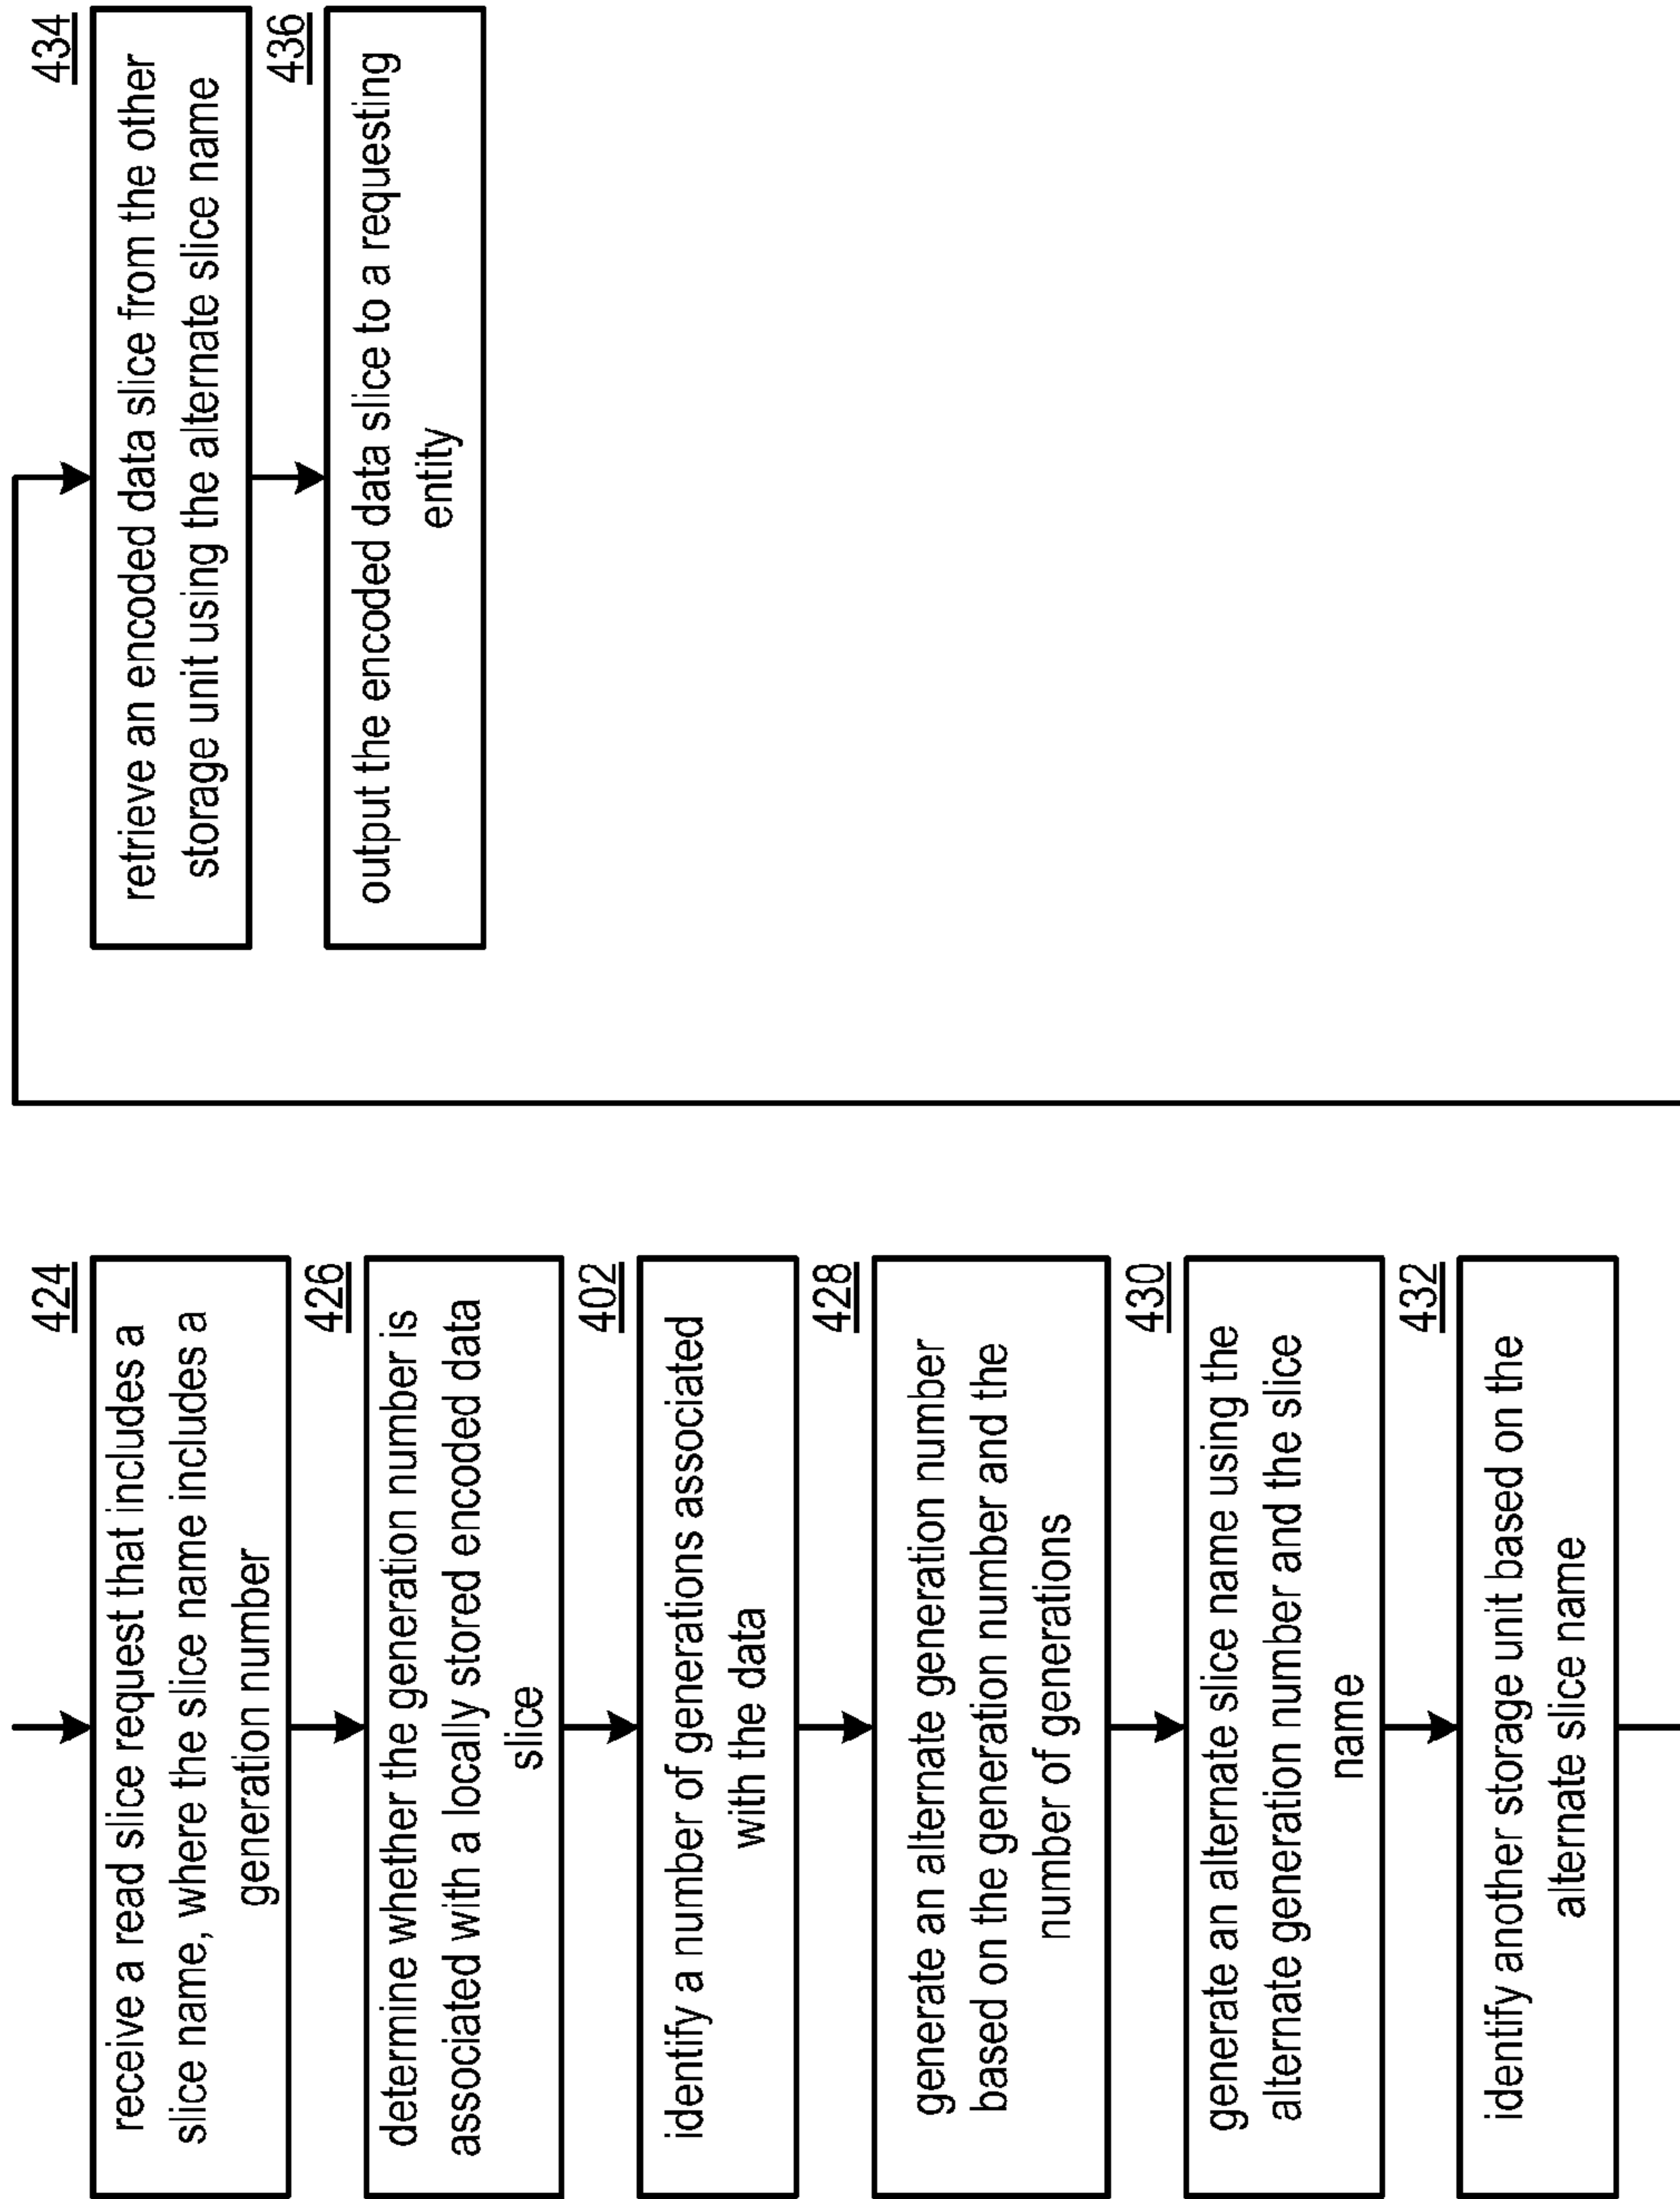 424
receive a read slice request that includes a
slice name, where the slice name includes a
generation number
426
determine whether the generation number is
associated with a locally stored encoded data
slice
402
identify a number of generations associated
with the data
428
generate an alternate generation number
based on the generation number and the
number of generations
430
generate an alternate slice name using the
alternate generation number and the slice
name
432
identify another storage unit based on the
alternate slice name
434
retrieve an encoded data slice from the other
storage unit using the alternate slice name
436
output the encoded data slice to a requesting
entity